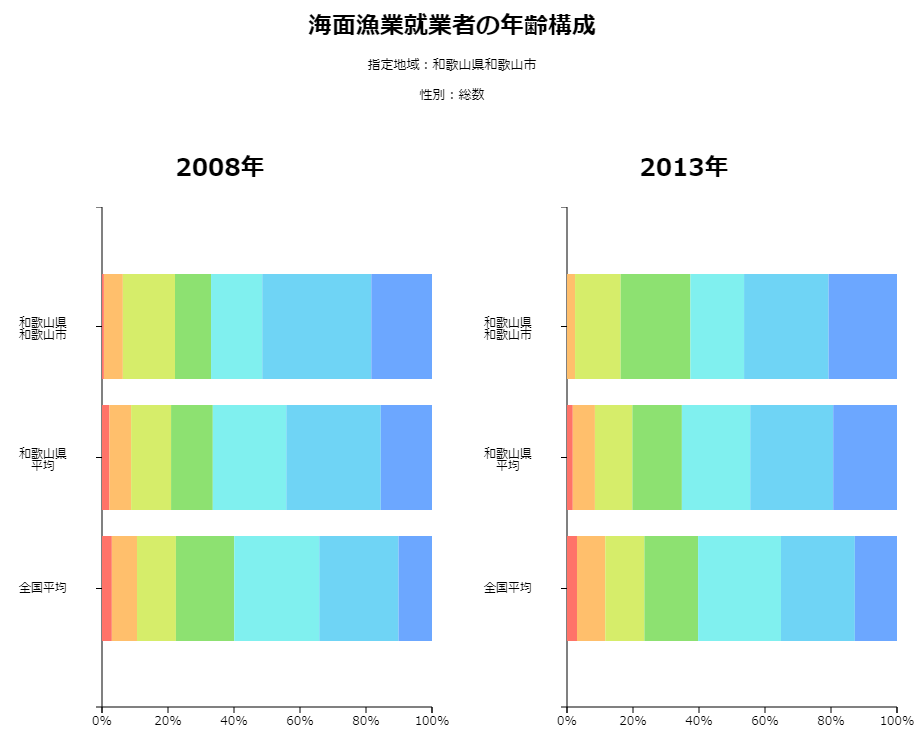 海面漁業就業者の年齢構成
指定地域：和歌山県和歌山市
性別：総数
2008年
和歌山県
和歌山市
和歌山県
平均
全国平均
0% 20% 40% 60% 80% 100%
2013年
和歌山県
和歌山市
和歌山県
平均
全国平均
0% 20% 40% 60% 80% 100%